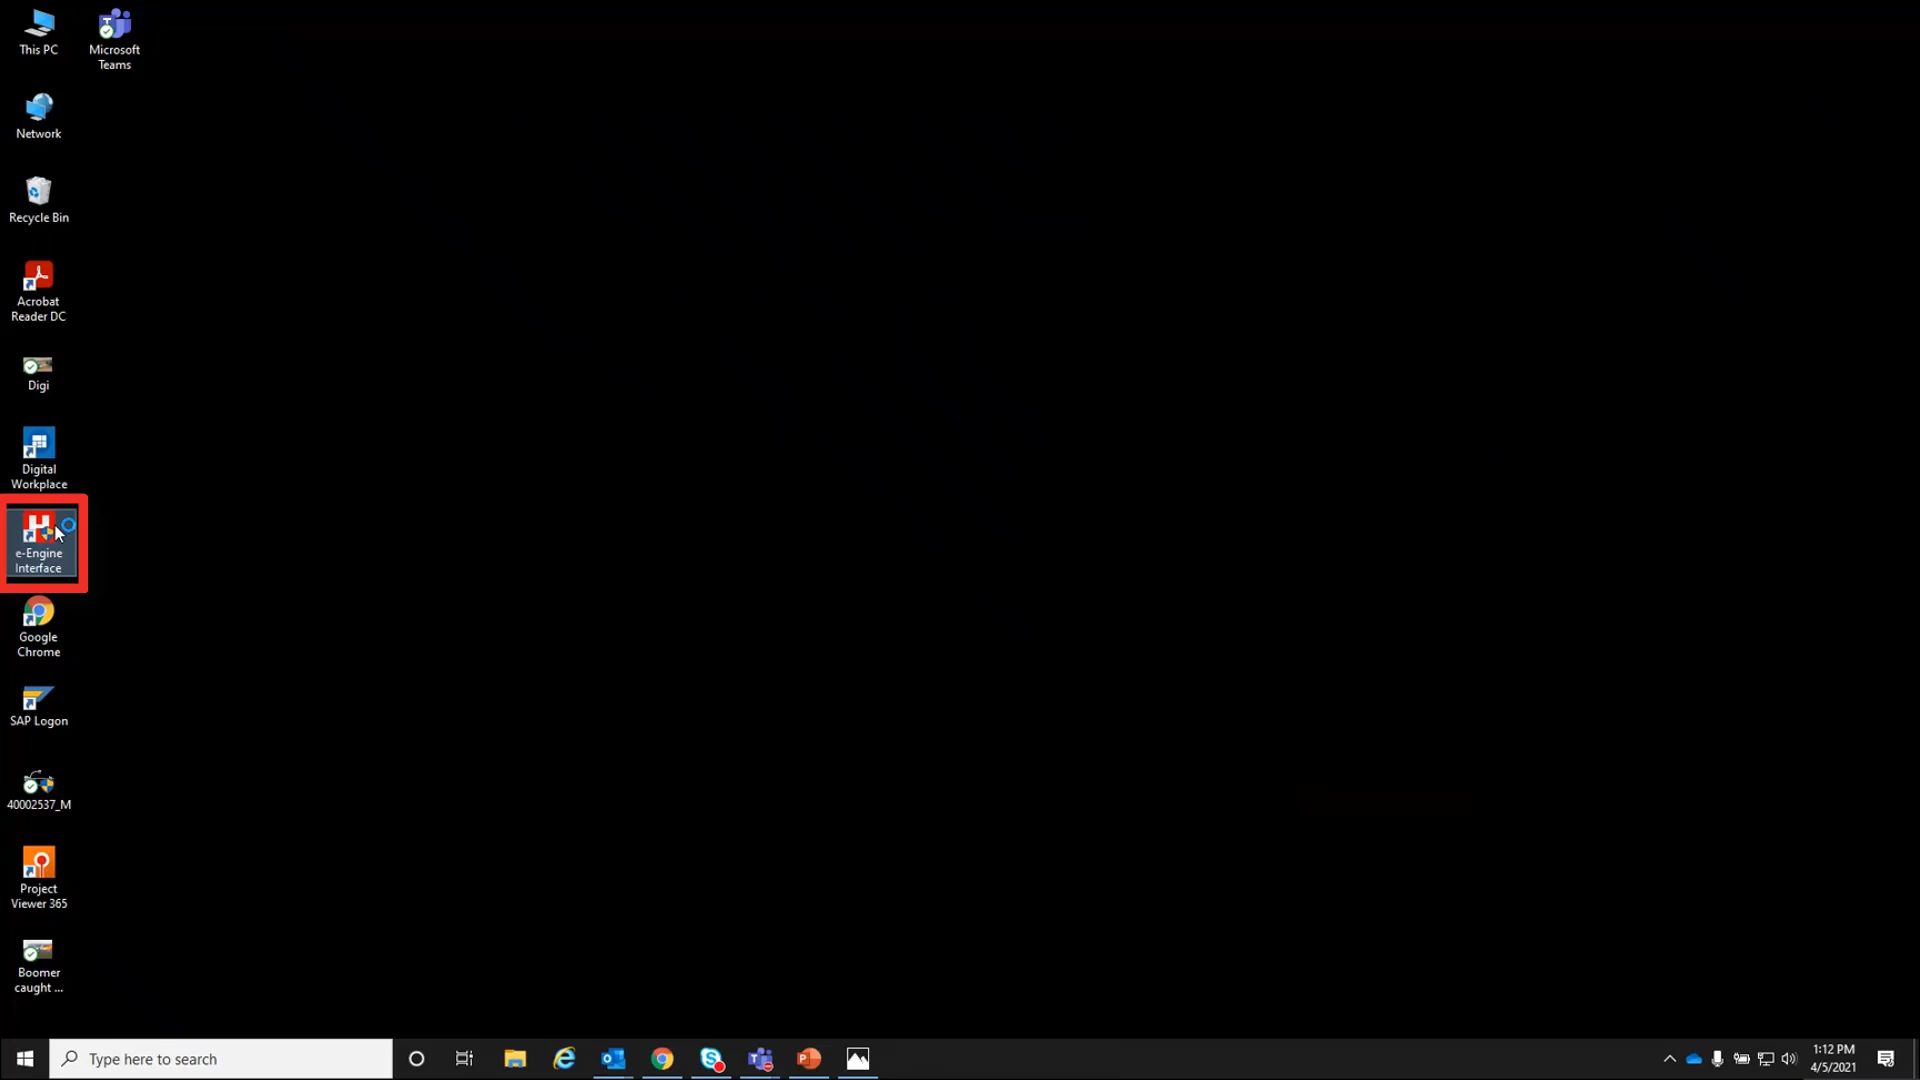 This PC
Microsoft
Teams
Network
Recycle Bin
Acrobat
Reader DC
Digi
Digital
Workplace
e-Engine
Interface
Google
Chrome
SAP Logon
40002537_M
Project
Viewer 365
Boomer
caught ...
Type here to search
1:12 PM
4/5/2021